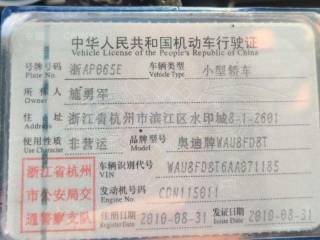 中华人民共和国机动车行驶证
Vehicle License of the People's Republic of China
号牌号码 浙AP065E 车辆类型 小型轿车
Plate No. Vehicle Type
所有人 施勇军
Owner
住址 浙江省杭州市滨江区水印城8-1-2601
Address
使用性质 非营运 品牌型号 奥迪牌WAUBFD8T
Use Character Model
浙江省杭州 车辆识别代号 WAU8FD8T6AA071185
VIN
市公安局交 发动机号码 CDN115011
Engine No.
通警察支队 注册日期 2010-08-31 发证日期 2010-08-31
Register Date Issue Date